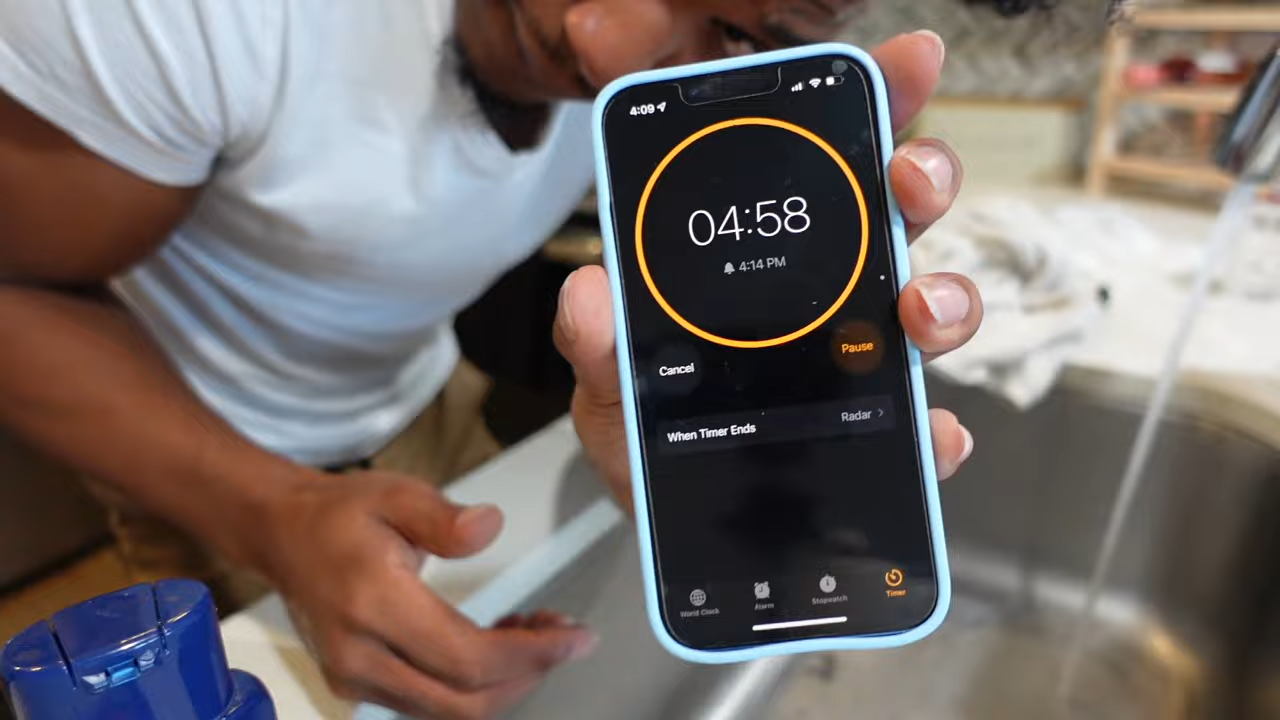 4:09
04:58
4:14 PM
Cancel
Pause
When Timer Ends
Radar
World Clock
Alarm
Stopwatch
Timer